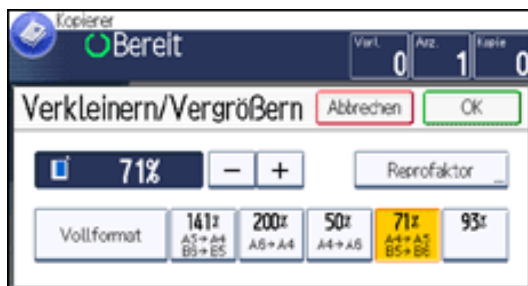 Kopierer
Bereit
Vorl. 0 Anz. 1 Kopie 0
Verkleinern/Vergrößern Abbrechen OK
71% − + Reprofaktor
Vollformat 141% 200% 50% 71% 93%
A5→A4 A6→A4 A4→A6 A4→A5
B6→B5 B5→B6